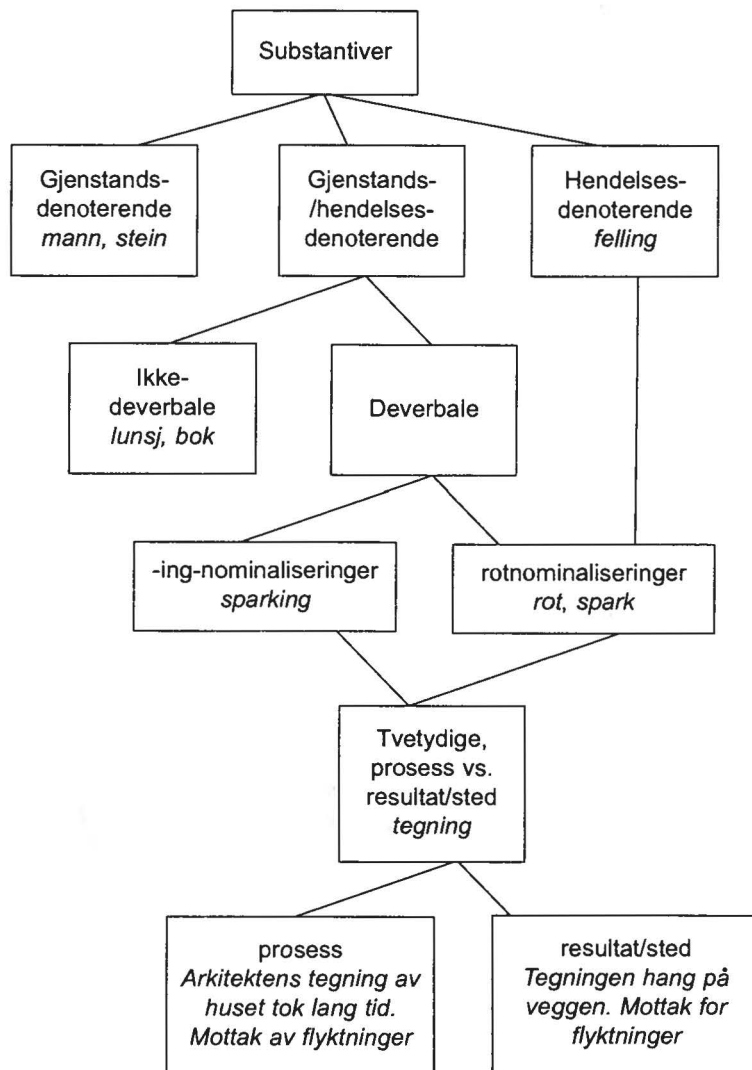 Substantiver
Gjenstands-
denoterende
mann, stein
Gjenstands-
/hendelses-
denoterende
Hendelses-
denoterende
felling
Ikke-
deverbale
lunsj, bok
Deverbale
-ing-nominaliseringer
sparking
rotnominaliseringer
rot, spark
Tvetydige,
prosess vs.
resultat/sted
tegning
prosess
Arkitektens tegning av
huset tok lang tid.
Mottak av flyktninger
resultat/sted
Tegningen hang på
veggen. Mottak for
flyktninger